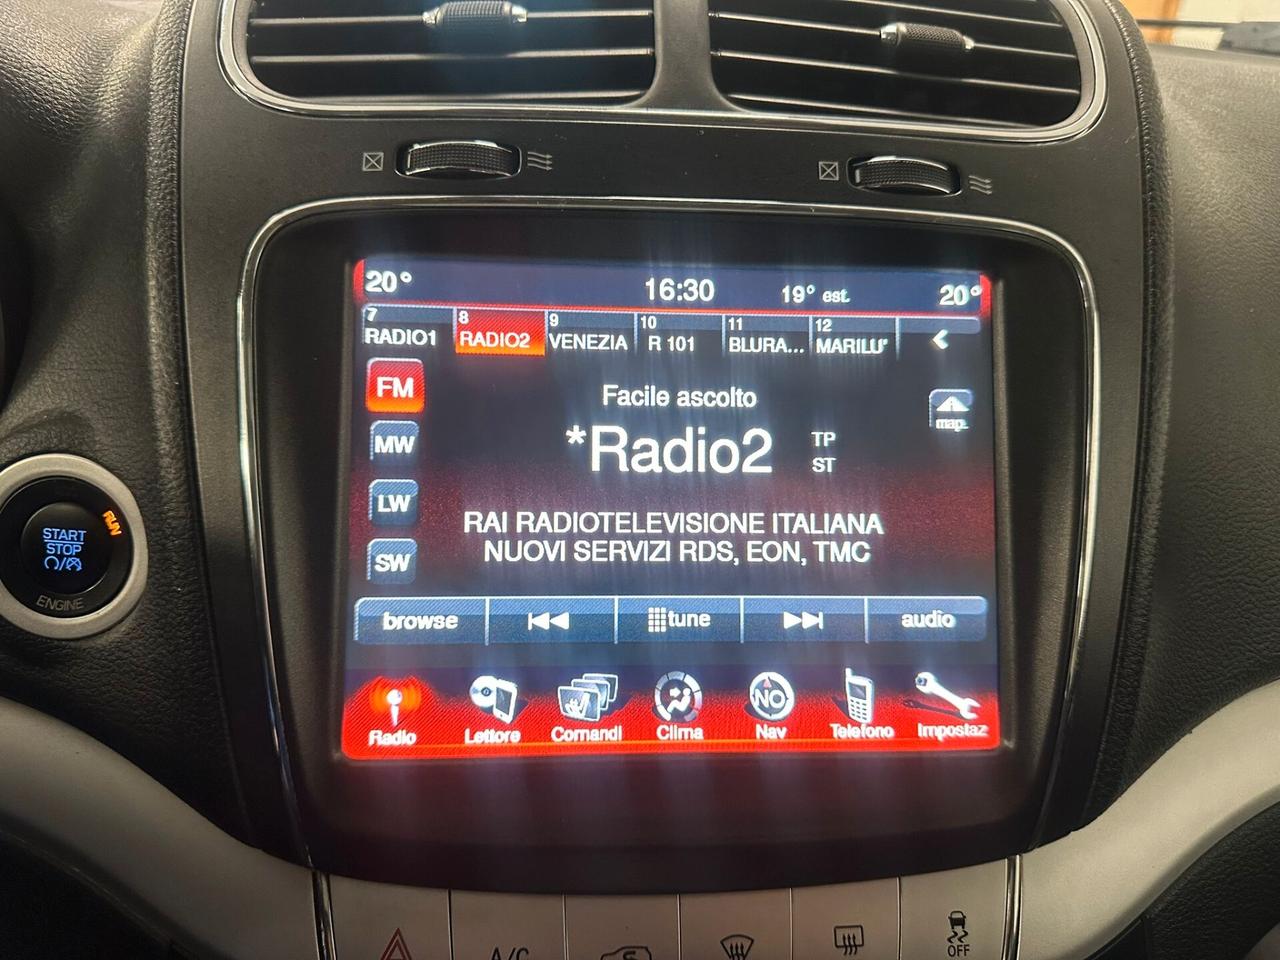 20° 16:30 19° est. 20°
7 8 9 10 11 12
RADIO1 RADIO2 VENEZIA R 101 BLURA... MARILU'
FM
Facile ascolto
map.
MW
*Radio2 TP
ST
LW
RAI RADIOTELEVISIONE ITALIANA
NUOVI SERVIZI RDS, EON, TMC
SW
browse tune audio
NO
Radio Lettore Comandi Clima Nav Telefono Impostaz
RUN
START
STOP
ENGINE
A/C
OFF